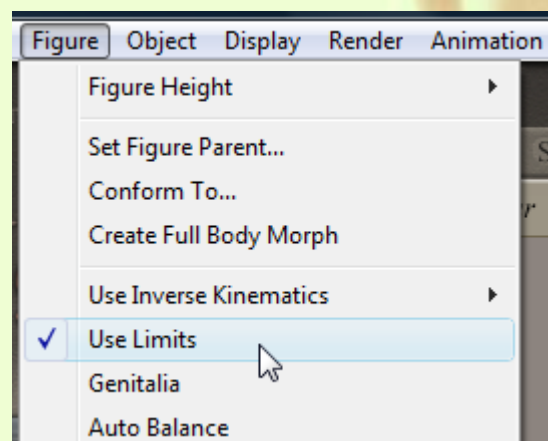 Figure Object Display Render Animation
Figure Height
Set Figure Parent...
Conform To...
Create Full Body Morph
Use Inverse Kinematics
Use Limits
Genitalia
Auto Balance